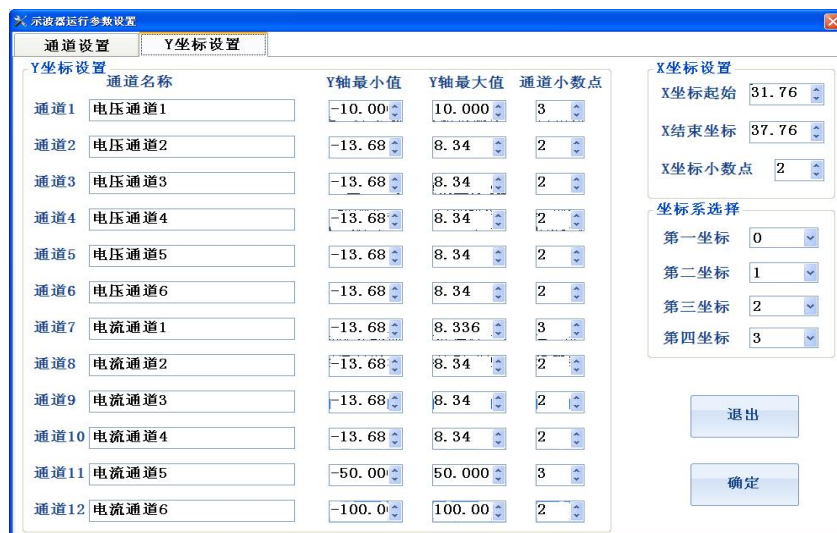 示波器运行参数设置
通道设置 Y坐标设置
Y坐标设置
通道名称 Y轴最小值 Y轴最大值 通道小数点
通道1 电压通道1 -10.00 10.000 3
通道2 电压通道2 -13.68 8.34 2
通道3 电压通道3 -13.68 8.34 2
通道4 电压通道4 -13.68 8.34 2
通道5 电压通道5 -13.68 8.34 2
通道6 电压通道6 -13.68 8.34 2
通道7 电流通道1 -13.68 8.336 3
通道8 电流通道2 -13.68 8.34 2
通道9 电流通道3 -13.68 8.34 2
通道10 电流通道4 -13.68 8.34 2
通道11 电流通道5 -50.00 50.000 3
通道12 电流通道6 -100.0 100.00 2
X坐标设置
X坐标起始 31.76
X结束坐标 37.76
X坐标小数点 2
坐标系选择
第一坐标 0
第二坐标 1
第三坐标 2
第四坐标 3
退出
确定